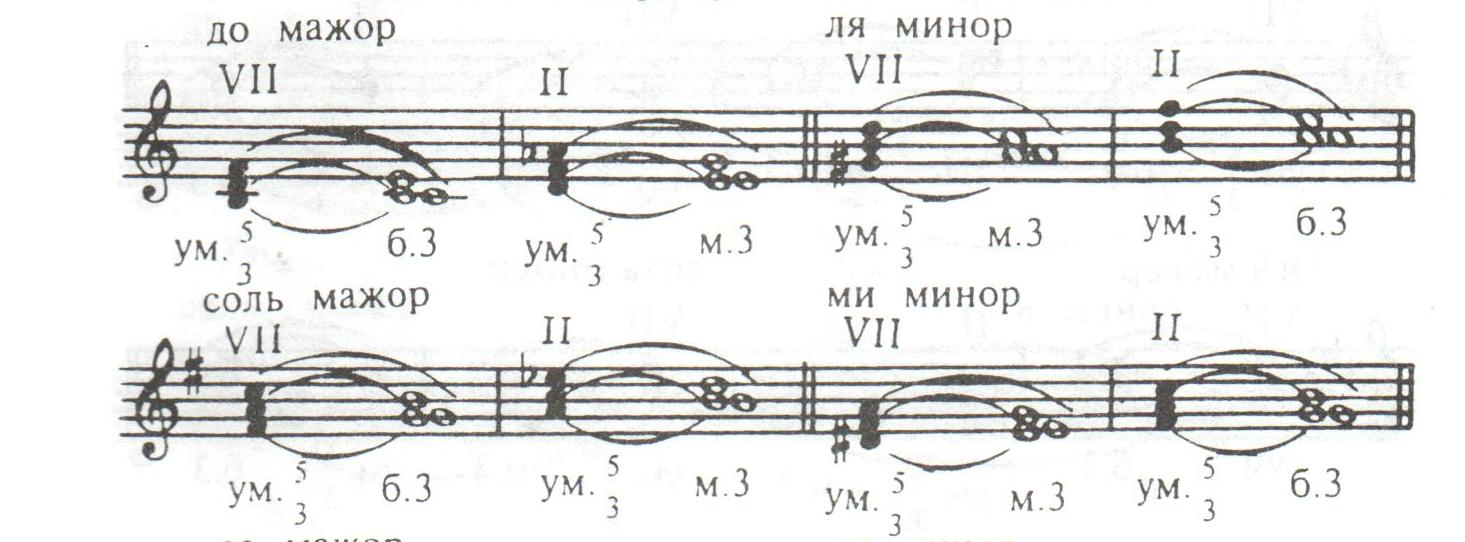 до мажор ля минор
VII II VII II
ум. 5 3 б.3 ум. 5 3 м.3 ум. 5 3 м.3 ум. 5 3 б.3
соль мажор ми минор
VII II VII II
ум. 5 3 б.3 ум. 5 3 м.3 ум. 5 3 м.3 ум. 5 3 б.3